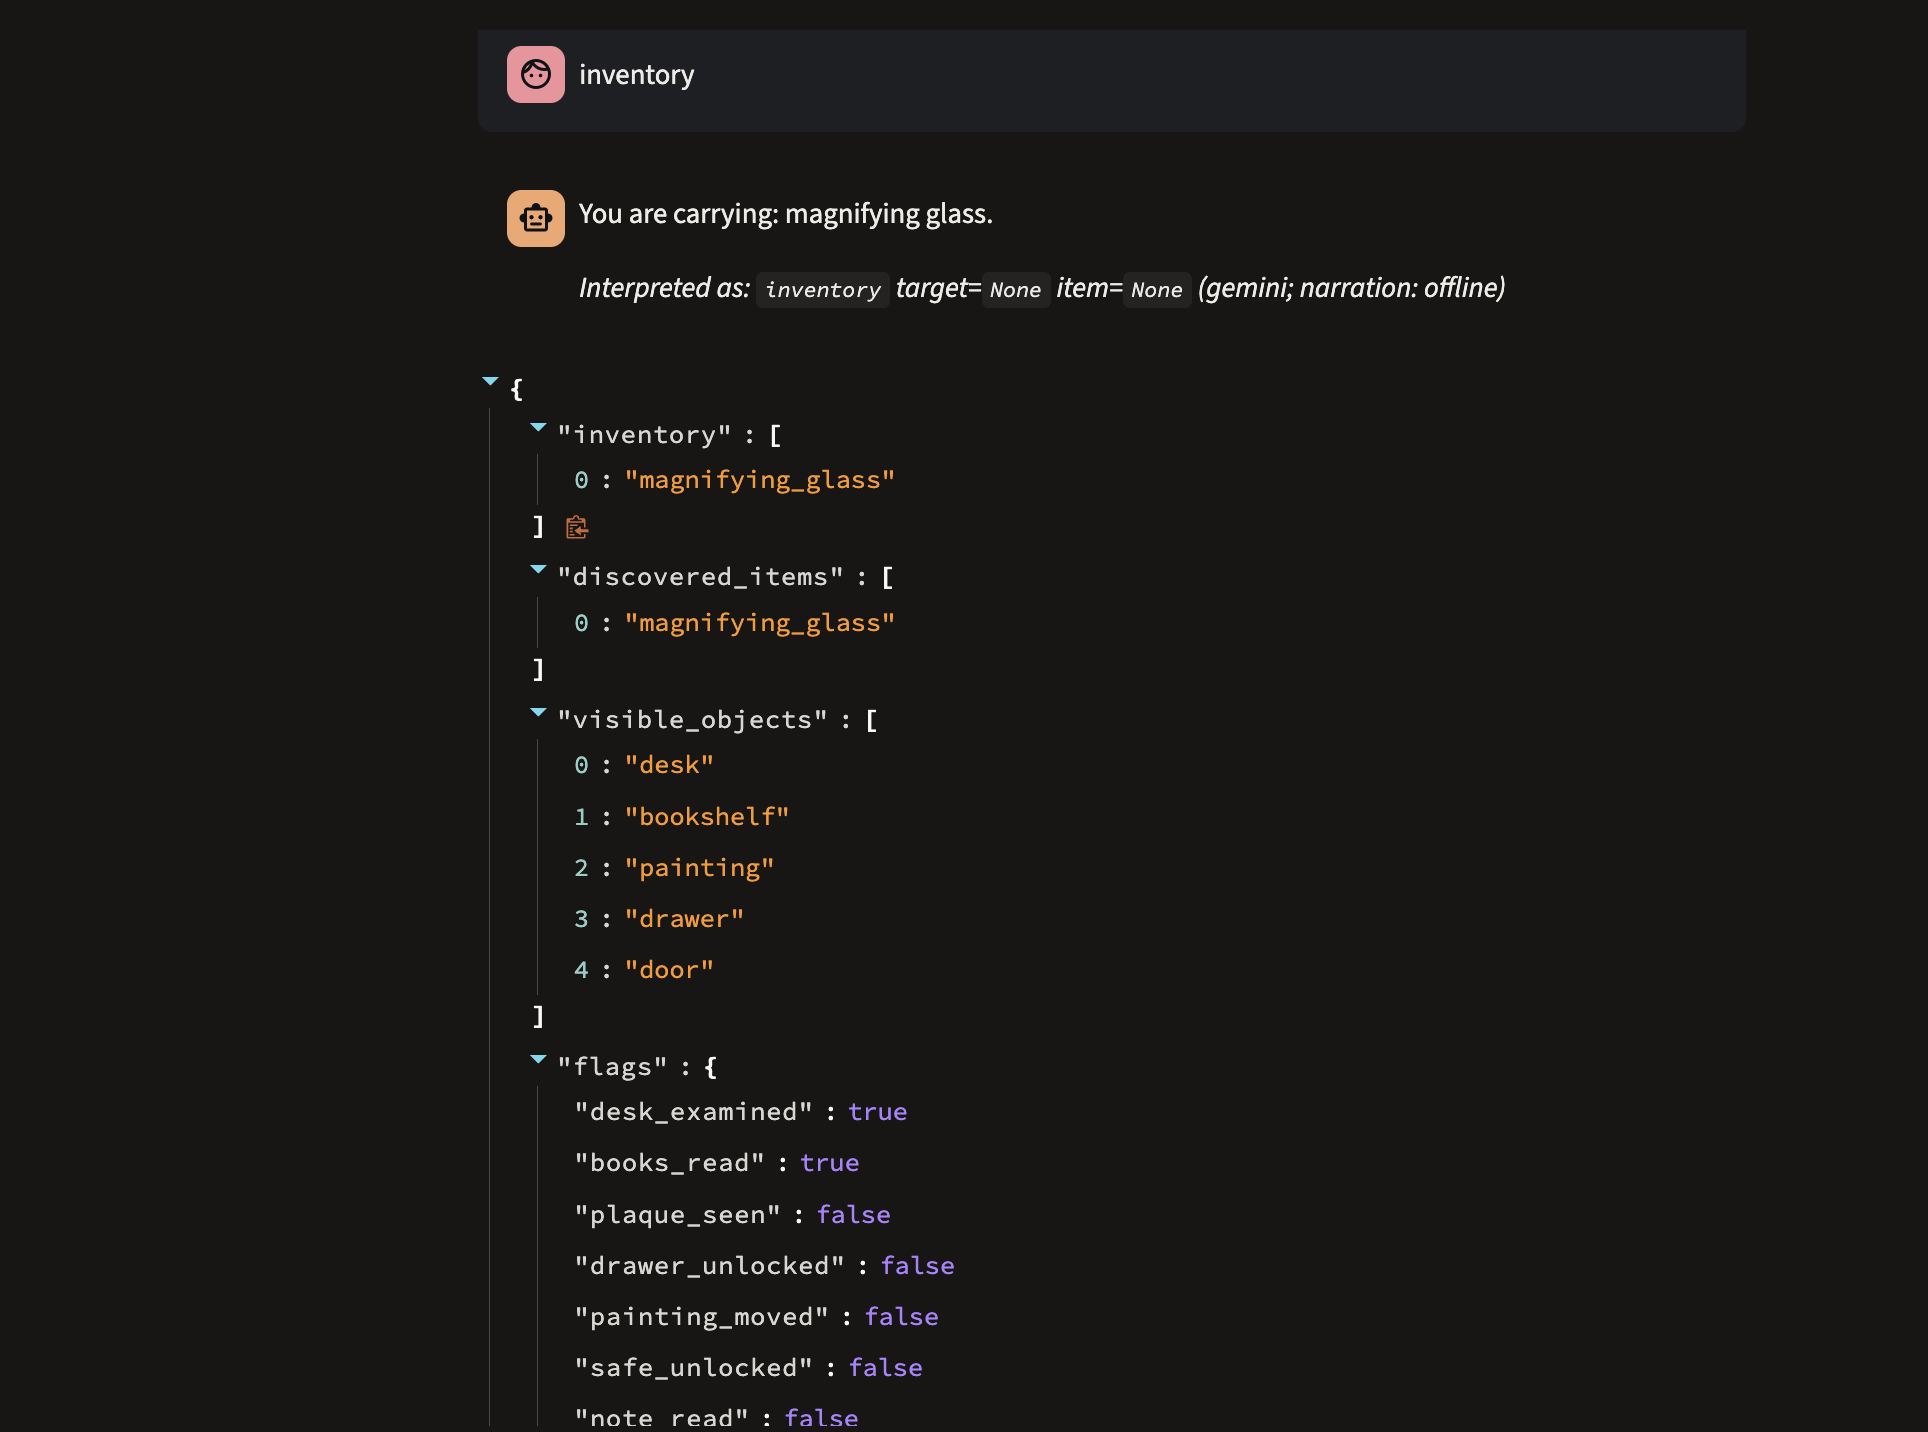 inventory
You are carrying: magnifying glass.
Interpreted as: inventory target= None item= None (gemini; narration: offline)
{
"inventory" : [
0 : "magnifying_glass"
]
"discovered_items" : [
0 : "magnifying_glass"
]
"visible_objects" : [
0 : "desk"
1 : "bookshelf"
2 : "painting"
3 : "drawer"
4 : "door"
]
"flags" : {
"desk_examined" : true
"books_read" : true
"plaque_seen" : false
"drawer_unlocked" : false
"painting_moved" : false
"safe_unlocked" : false
"note_read" : false